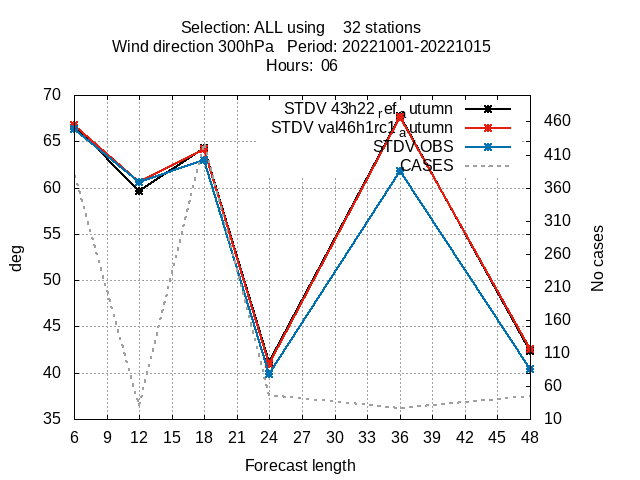 Selection: ALL using    32 stations
Wind direction 300hPa   Period: 20221001-20221015
Hours:  06
STDV 43h22_ref_autumn
STDV val46h1rc1_autumn
STDV OBS
CASES
70
65
60
55
50
45
40
35
460
410
360
310
260
210
160
110
60
10
deg
No cases
6 9 12 15 18 21 24 27 30 33 36 39 42 45 48
Forecast length